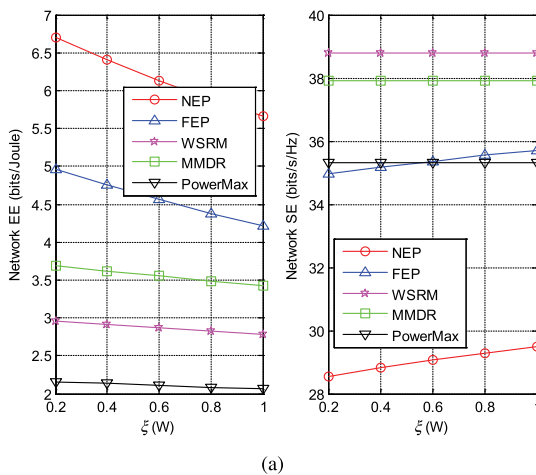 7
6.5
6
5.5
5
4.5
4
3.5
3
2.5
2
0.2 0.4 0.6 0.8 1
ξ (W)
Network EE (bits/Joule)
NEP
FEP
WSRM
MMDR
PowerMax
40
38
36
34
32
30
28
0.2 0.4 0.6 0.8 1
ξ (W)
Network SE (bits/s/Hz)
NEP
FEP
WSRM
MMDR
PowerMax
(a)